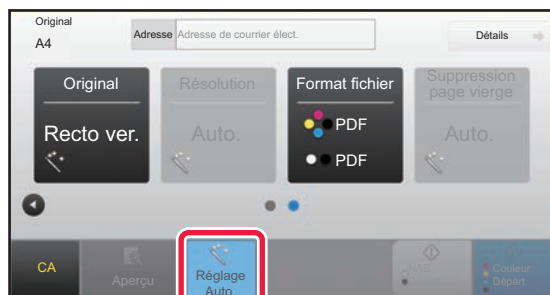 Original
A4
Adresse
Adresse de courrier élect.
Détails
Original
Recto ver.
Résolution
Auto.
Format fichier
PDF
PDF
Suppression
page vierge
Auto.
CA
Aperçu
Réglage
Auto.
N&B
Couleur
Départ